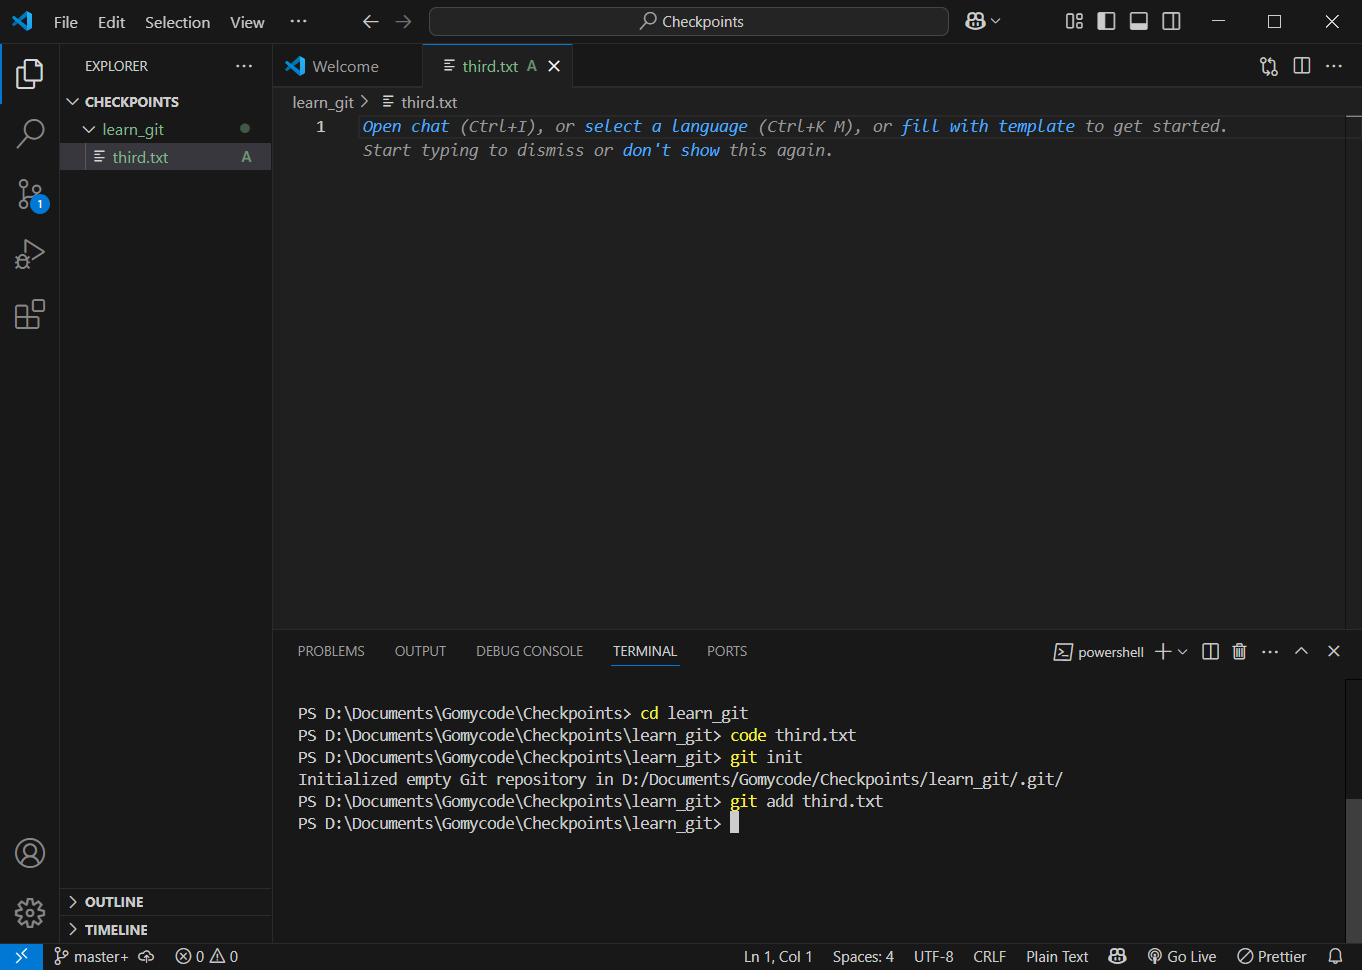 File Edit Selection View ··· Checkpoints
EXPLORER ···
CHECKPOINTS
learn_git
third.txt A
1
Welcome
third.txt A
learn_git > third.txt
1 Open chat (Ctrl+I), or select a language (Ctrl+K M), or fill with template to get started.
Start typing to dismiss or don't show this again.
PROBLEMS OUTPUT DEBUG CONSOLE TERMINAL PORTS powershell
PS D:\Documents\Gomycode\Checkpoints> cd learn_git
PS D:\Documents\Gomycode\Checkpoints\learn_git> code third.txt
PS D:\Documents\Gomycode\Checkpoints\learn_git> git init
Initialized empty Git repository in D:/Documents/Gomycode/Checkpoints/learn_git/.git/
PS D:\Documents\Gomycode\Checkpoints\learn_git> git add third.txt
PS D:\Documents\Gomycode\Checkpoints\learn_git>
OUTLINE
TIMELINE
master+ 0 0 Ln 1, Col 1 Spaces: 4 UTF-8 CRLF Plain Text Go Live Prettier